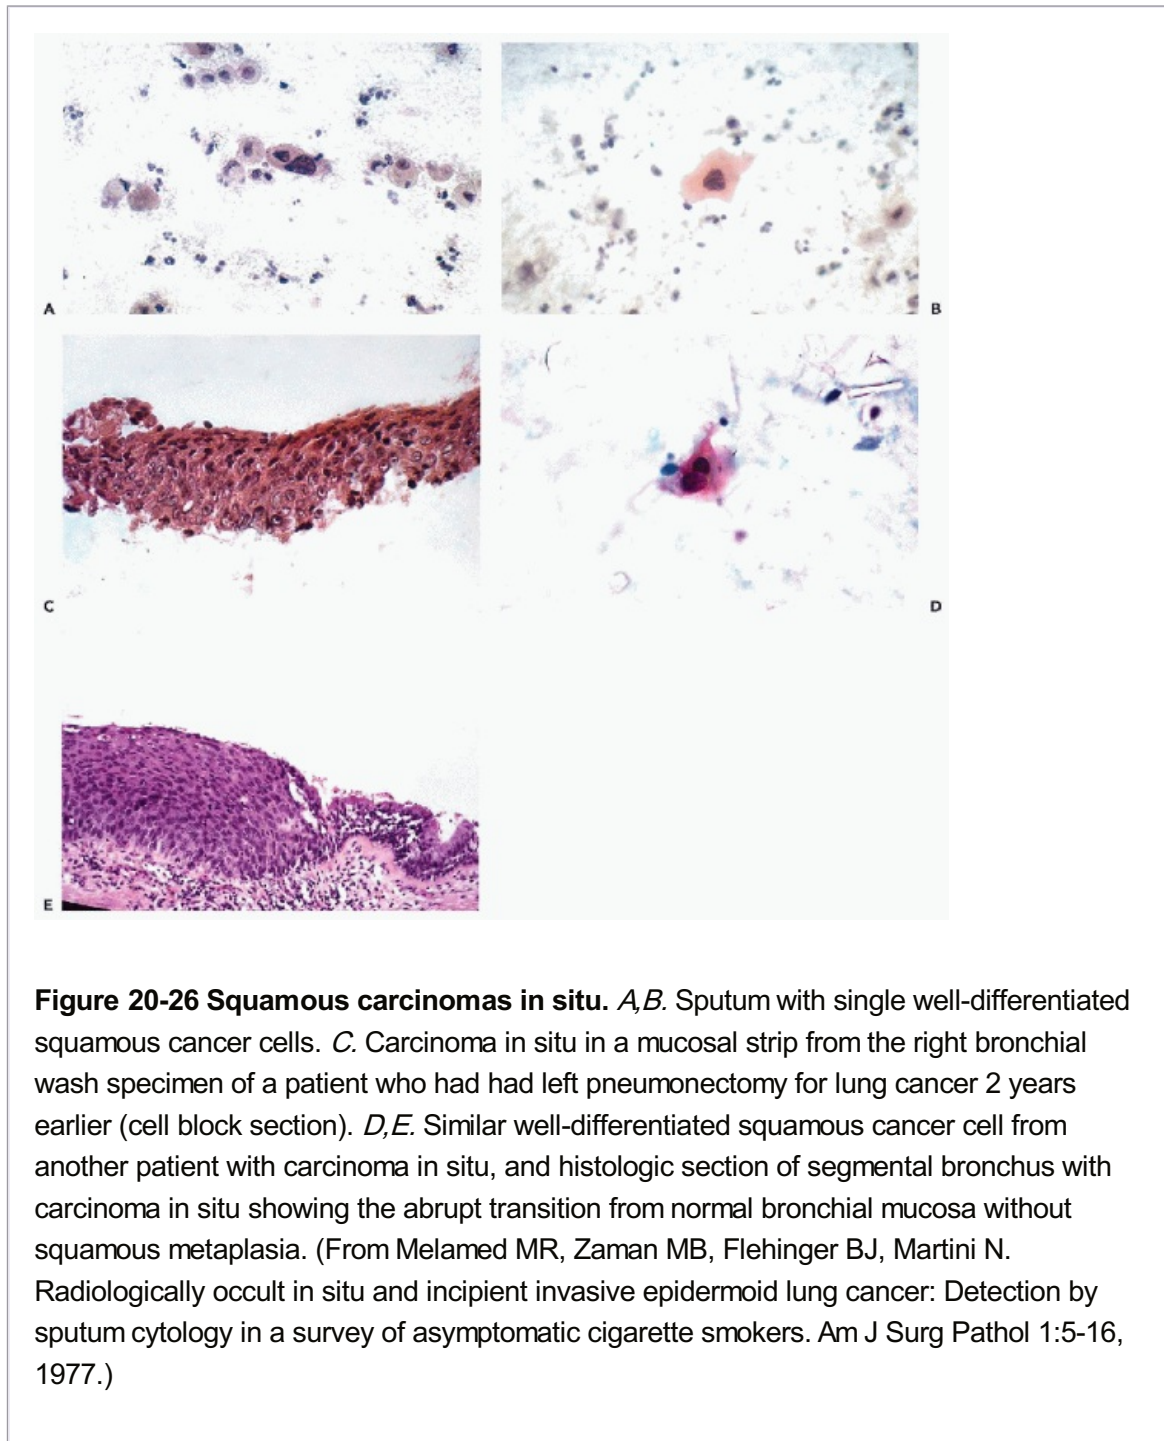 A
B
C
D
E
Figure 20-26 Squamous carcinomas in situ. A,B. Sputum with single well-differentiated
squamous cancer cells. C. Carcinoma in situ in a mucosal strip from the right bronchial
wash specimen of a patient who had had left pneumonectomy for lung cancer 2 years
earlier (cell block section). D,E. Similar well-differentiated squamous cancer cell from
another patient with carcinoma in situ, and histologic section of segmental bronchus with
carcinoma in situ showing the abrupt transition from normal bronchial mucosa without
squamous metaplasia. (From Melamed MR, Zaman MB, Flehinger BJ, Martini N.
Radiologically occult in situ and incipient invasive epidermoid lung cancer: Detection by
sputum cytology in a survey of asymptomatic cigarette smokers. Am J Surg Pathol 1:5-16,
1977.)